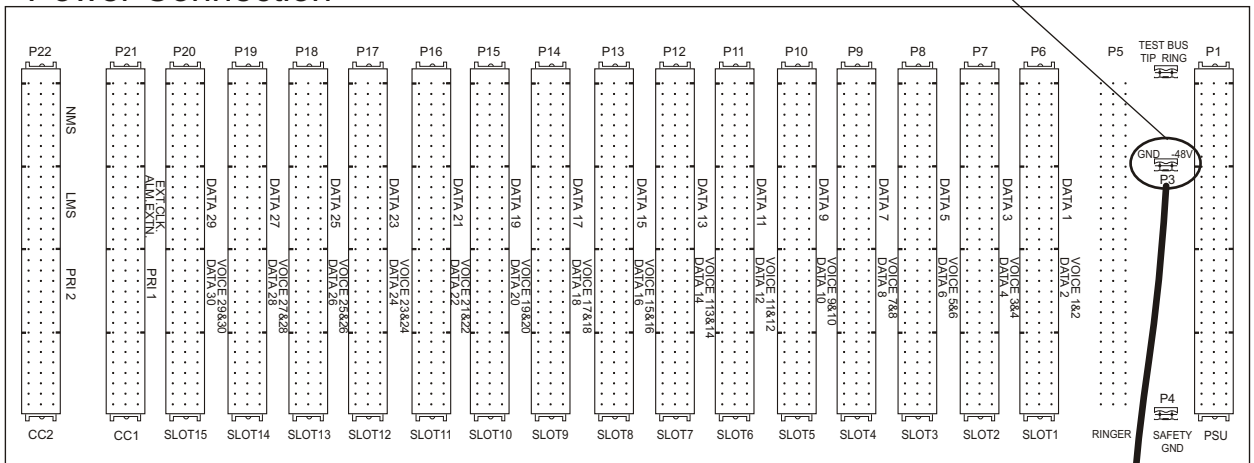 Power Connection
P22 P21 P20 P19 P18 P17 P16 P15 P14 P13 P12 P11 P10 P9 P8 P7 P6 P5 TEST BUS P1
TIP RING
NMS
LMS
PRI 2
EXT.CLK.
ALM.EXTN.
PRI 1
DATA 29
VOICE 29&30
DATA 30
DATA 27
VOICE 27&28
DATA 28
DATA 25
VOICE 25&26
DATA 26
DATA 23
VOICE 23&24
DATA 24
DATA 21
VOICE 21&22
DATA 22
DATA 19
VOICE 19&20
DATA 20
DATA 17
VOICE 17&18
DATA 18
DATA 15
VOICE 15&16
DATA 16
DATA 13
VOICE 113&14
DATA 14
DATA 11
VOICE 11&12
DATA 12
DATA 9
VOICE 9&10
DATA 10
DATA 7
VOICE 7&8
DATA 8
DATA 5
VOICE 5&6
DATA 6
DATA 3
VOICE 3&4
DATA 4
DATA 1
VOICE 1&2
DATA 2
GND -48V
P3
P4
CC2 CC1 SLOT15 SLOT14 SLOT13 SLOT12 SLOT11 SLOT10 SLOT9 SLOT8 SLOT7 SLOT6 SLOT5 SLOT4 SLOT3 SLOT2 SLOT1 RINGER SAFETY PSU
GND